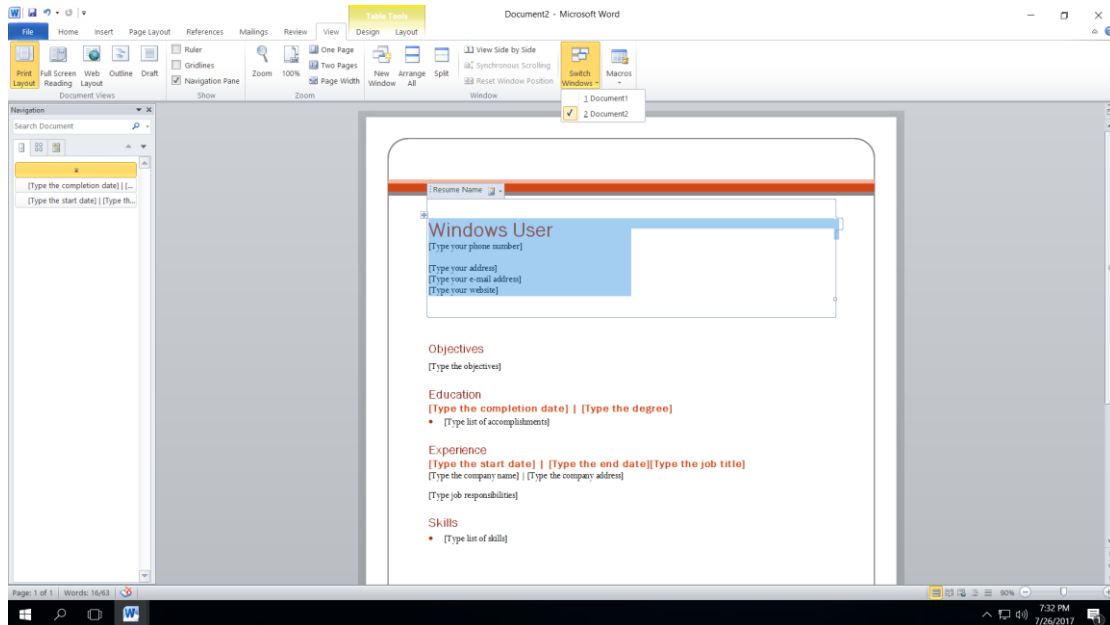 Table Tools
Document2 - Microsoft Word
File Home Insert Page Layout References Mailings Review View Design Layout
Print Layout
Full Screen Reading
Web Layout
Outline
Draft
Document Views
Ruler
Gridlines
Navigation Pane
Show
Zoom
100%
One Page
Two Pages
Page Width
Zoom
New Window
Arrange All
Split
View Side by Side
Synchronous Scrolling
Reset Window Position
Window
Switch Windows
Macros
1 Document1
2 Document2
Navigation
Search Document
[Type the completion date] | [...
[Type the start date] | [Type th...
Resume Name
Windows User
[Type your phone number]
[Type your address]
[Type your e-mail address]
[Type your website]
Objectives
[Type the objectives]
Education
[Type the completion date] | [Type the degree]
• [Type list of accomplishments]
Experience
[Type the start date] | [Type the end date][Type the job title]
[Type the company name] | [Type the company address]
[Type job responsibilities]
Skills
• [Type list of skills]
Page: 1 of 1 Words: 16/63
90%
7:32 PM
7/26/2017